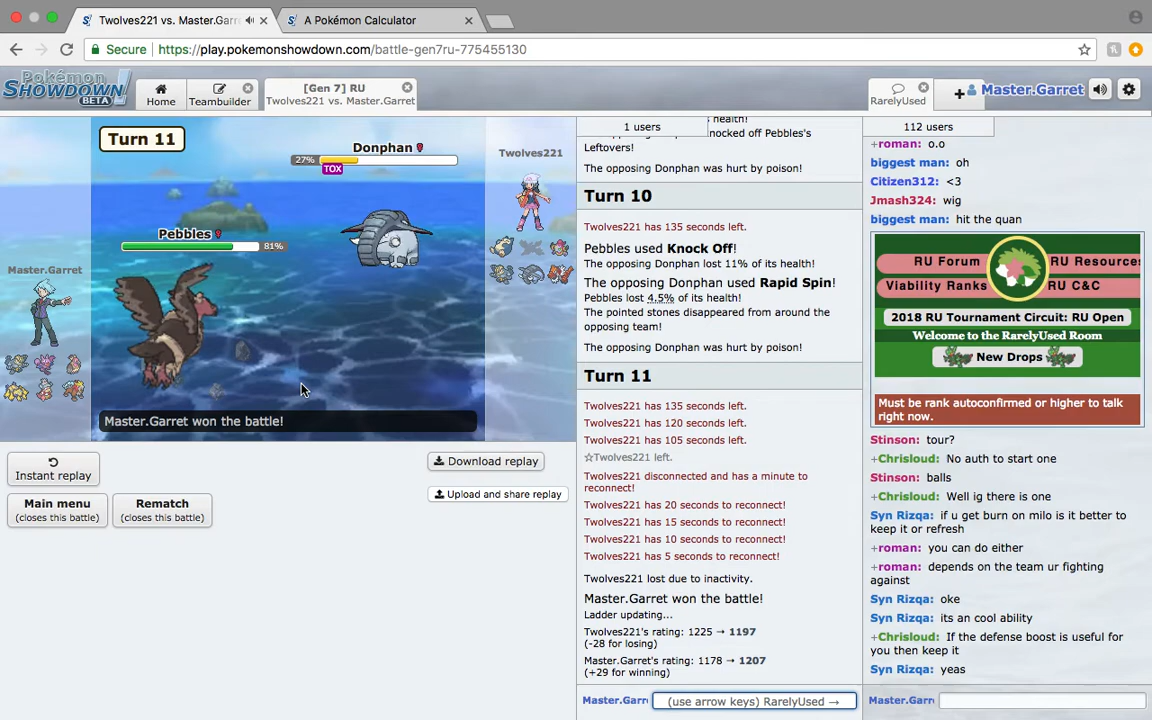 Twolves221 vs. Master.Garr
A Pokémon Calculator
Secure
https://play.pokemonshowdown.com/battle-gen7ru-775455130
Pokémon
SHOWDOWN!
BETA
Home
Teambuilder
[Gen 7] RU
Twolves221 vs. Master.Garret
RarelyUsed
Master.Garret
Turn 11
Donphan
27%
TOX
Twolves221
Pebbles
81%
Master.Garret
Master.Garret won the battle!
Instant replay
Download replay
Upload and share replay
Main menu
(closes this battle)
Rematch
(closes this battle)
1 users
health!
nocked off Pebbles's
Leftovers!
The opposing Donphan was hurt by poison!
Turn 10
Twolves221 has 135 seconds left.
Pebbles used Knock Off!
The opposing Donphan lost 11% of its health!
The opposing Donphan used Rapid Spin!
Pebbles lost 4.5% of its health!
The pointed stones disappeared from around the
opposing team!
The opposing Donphan was hurt by poison!
Turn 11
Twolves221 has 135 seconds left.
Twolves221 has 120 seconds left.
Twolves221 has 105 seconds left.
☆Twolves221 left.
Twolves221 disconnected and has a minute to
reconnect!
Twolves221 has 20 seconds to reconnect!
Twolves221 has 15 seconds to reconnect!
Twolves221 has 10 seconds to reconnect!
Twolves221 has 5 seconds to reconnect!
Twolves221 lost due to inactivity.
Master.Garret won the battle!
Ladder updating...
Twolves221's rating: 1225 → 1197
(-28 for losing)
Master.Garret's rating: 1178 → 1207
(+29 for winning)
Master.Garr
(use arrow keys) RarelyUsed →
112 users
+roman: o.o
biggest man: oh
Citizen312: <3
Jmash324: wig
biggest man: hit the quan
RU Forum
RU Resources
Viability Ranks
RU C&C
2018 RU Tournament Circuit: RU Open
Welcome to the RarelyUsed Room
New Drops
Must be rank autoconfirmed or higher to talk
right now.
Stinson: tour?
+Chrisloud: No auth to start one
Stinson: balls
+Chrisloud: Well ig there is one
Syn Rizqa: if u get burn on milo is it better to
keep it or refresh
+roman: you can do either
+roman: depends on the team ur fighting
against
Syn Rizqa: oke
Syn Rizqa: its an cool ability
+Chrisloud: If the defense boost is useful for
you then keep it
Syn Rizqa: yeas
Master.Garr